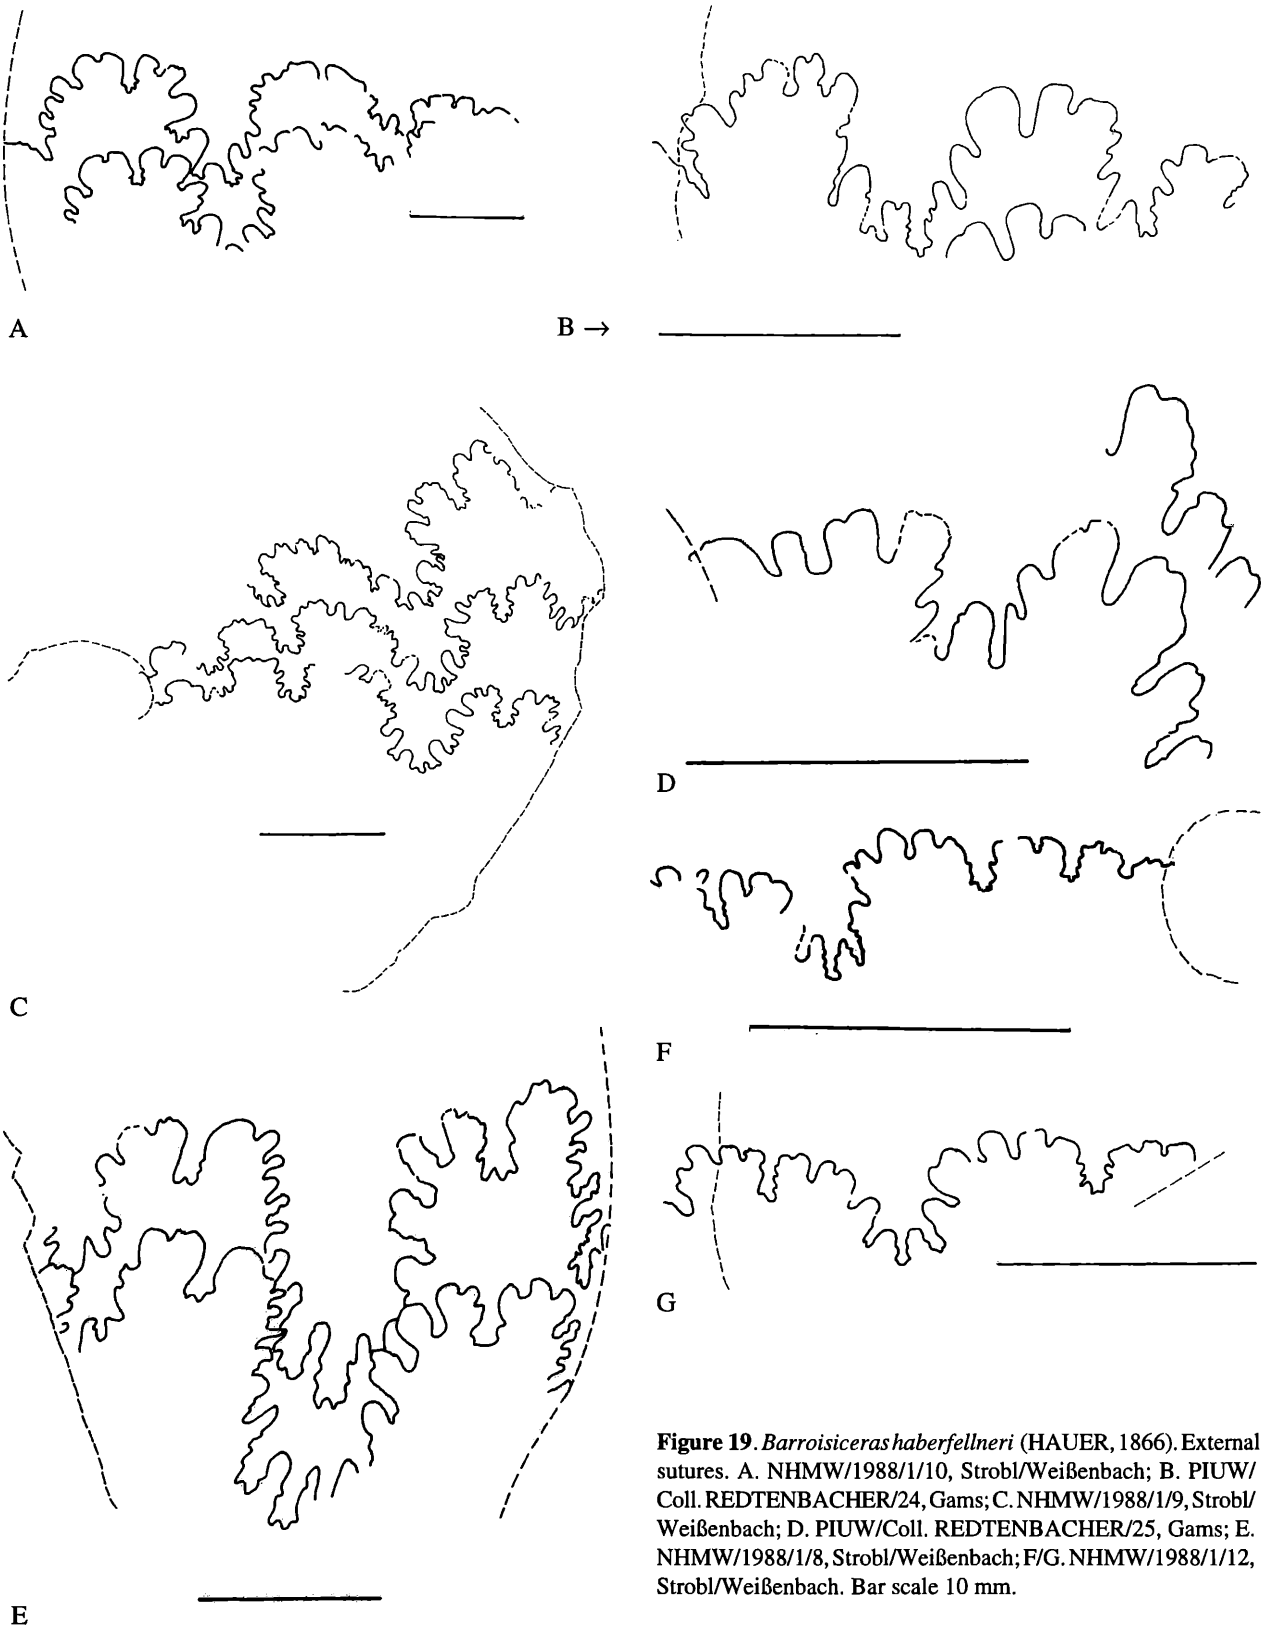 A
B →
C
D
F
G
E
Figure 19. Barroisiceras haberfellneri (HAUER, 1866). External
sutures. A. NHMW/1988/1/10, Strobl/Weißenbach; B. PIUW/
Coll. REDTENBACHER/24, Gams; C. NHMW/1988/1/9, Strobl/
Weißenbach; D. PIUW/Coll. REDTENBACHER/25, Gams; E.
NHMW/1988/1/8, Strobl/Weißenbach; F/G. NHMW/1988/1/12,
Strobl/Weißenbach. Bar scale 10 mm.